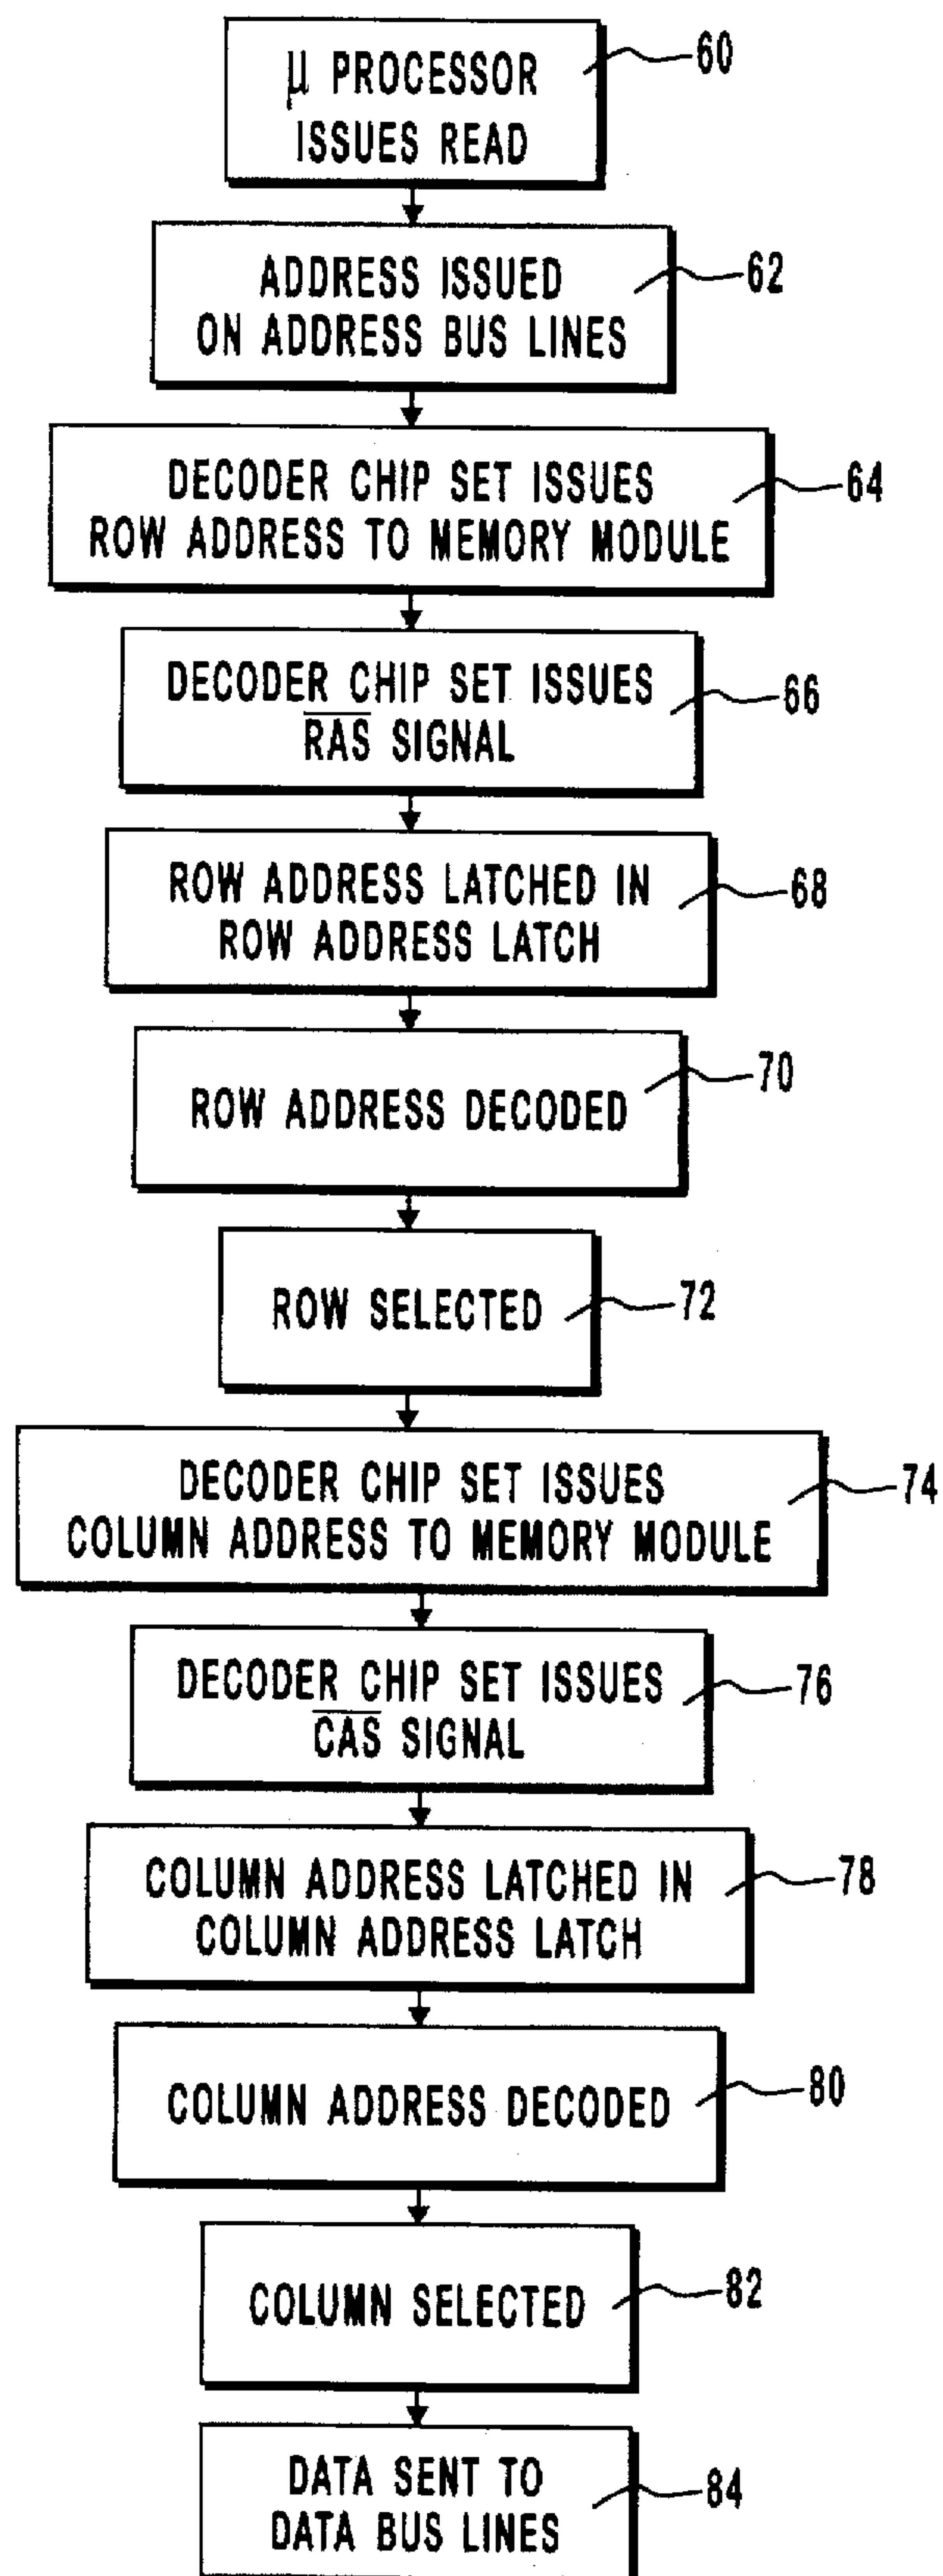 μ PROCESSOR
ISSUES READ
60
ADDRESS ISSUED
ON ADDRESS BUS LINES
62
DECODER CHIP SET ISSUES
ROW ADDRESS TO MEMORY MODULE
64
DECODER CHIP SET ISSUES
R̅A̅S̅ SIGNAL
66
ROW ADDRESS LATCHED IN
ROW ADDRESS LATCH
68
ROW ADDRESS DECODED
70
ROW SELECTED
72
DECODER CHIP SET ISSUES
COLUMN ADDRESS TO MEMORY MODULE
74
DECODER CHIP SET ISSUES
C̅A̅S̅ SIGNAL
76
COLUMN ADDRESS LATCHED IN
COLUMN ADDRESS LATCH
78
COLUMN ADDRESS DECODED
80
COLUMN SELECTED
82
DATA SENT TO
DATA BUS LINES
84